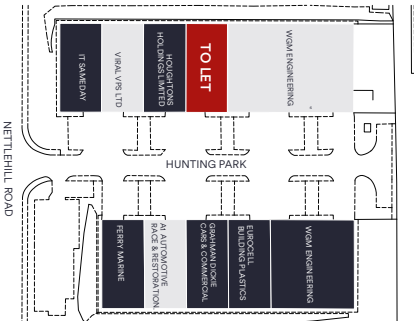 IT SAMEDAY
VIRAL VPS LTD
HOUGHTONS
HOLDINGS LIMITED
TO LET
WGM ENGINEERING
NETTLEHILL ROAD
HUNTING PARK
FERRY MARINE
A1 AUTOMOTIVE
RACE & RESTORATION
GRAHMAN DICKIE
CARS & COMMERCIAL
EUROCELL
BUILDING PLASTICS
WGM ENGINEERING